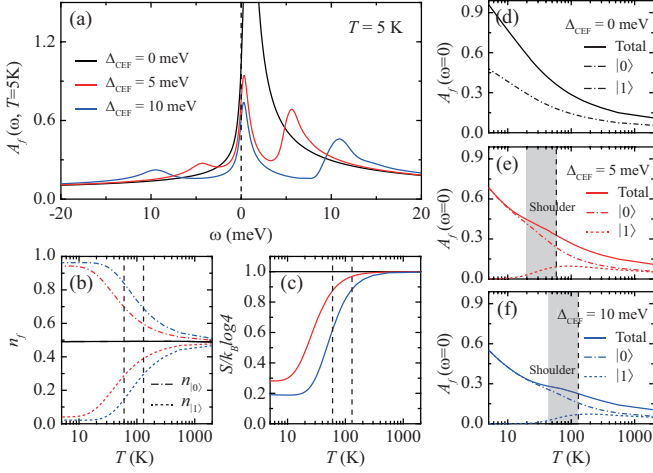 (a)
T = 5 K
Δ_CEF = 0 meV
Δ_CEF = 5 meV
Δ_CEF = 10 meV
A_f (ω, T=5K)
1.2
0.6
0.0
-20
-10
0
10
20
ω (meV)
(b)
n_f
1.0
0.8
0.6
0.4
0.2
0.0
n_|0⟩
n_|1⟩
10
100
1000
T (K)
(c)
S/k_B log4
1.0
0.8
0.6
0.4
0.2
0.0
10
100
1000
T (K)
(d)
Δ_CEF = 0 meV
Total
|0⟩
|1⟩
A_f (ω=0)
0.9
0.6
0.3
0.0
(e)
Δ_CEF = 5 meV
Total
|0⟩
|1⟩
Shoulder
A_f (ω=0)
0.9
0.6
0.3
0.0
(f)
Δ_CEF = 10 meV
Total
|0⟩
|1⟩
Shoulder
A_f (ω=0)
0.9
0.6
0.3
0.0
10
100
1000
T (K)